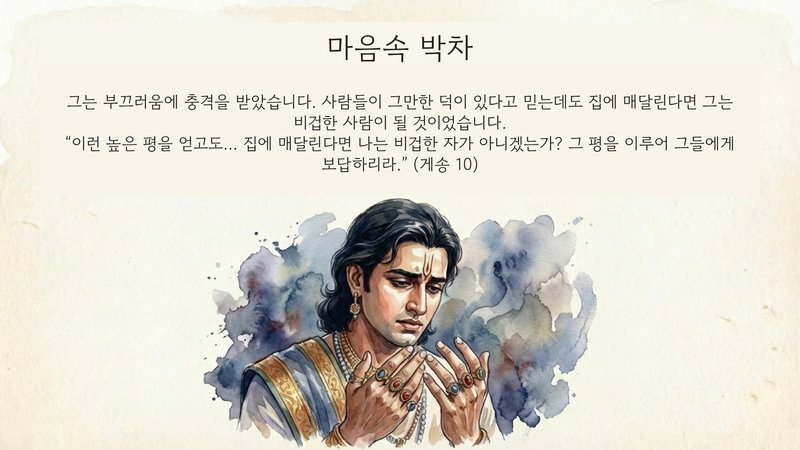 마음속 박차
그는 부끄러움에 충격을 받았습니다. 사람들이 그만한 덕이 있다고 믿는데도 집에 매달린다면 그는
비겁한 사람이 될 것이었습니다.
“이런 높은 평을 얻고도... 집에 매달린다면 나는 비겁한 자가 아니겠는가? 그 평을 이루어 그들에게
보답하리라.” (게송 10)